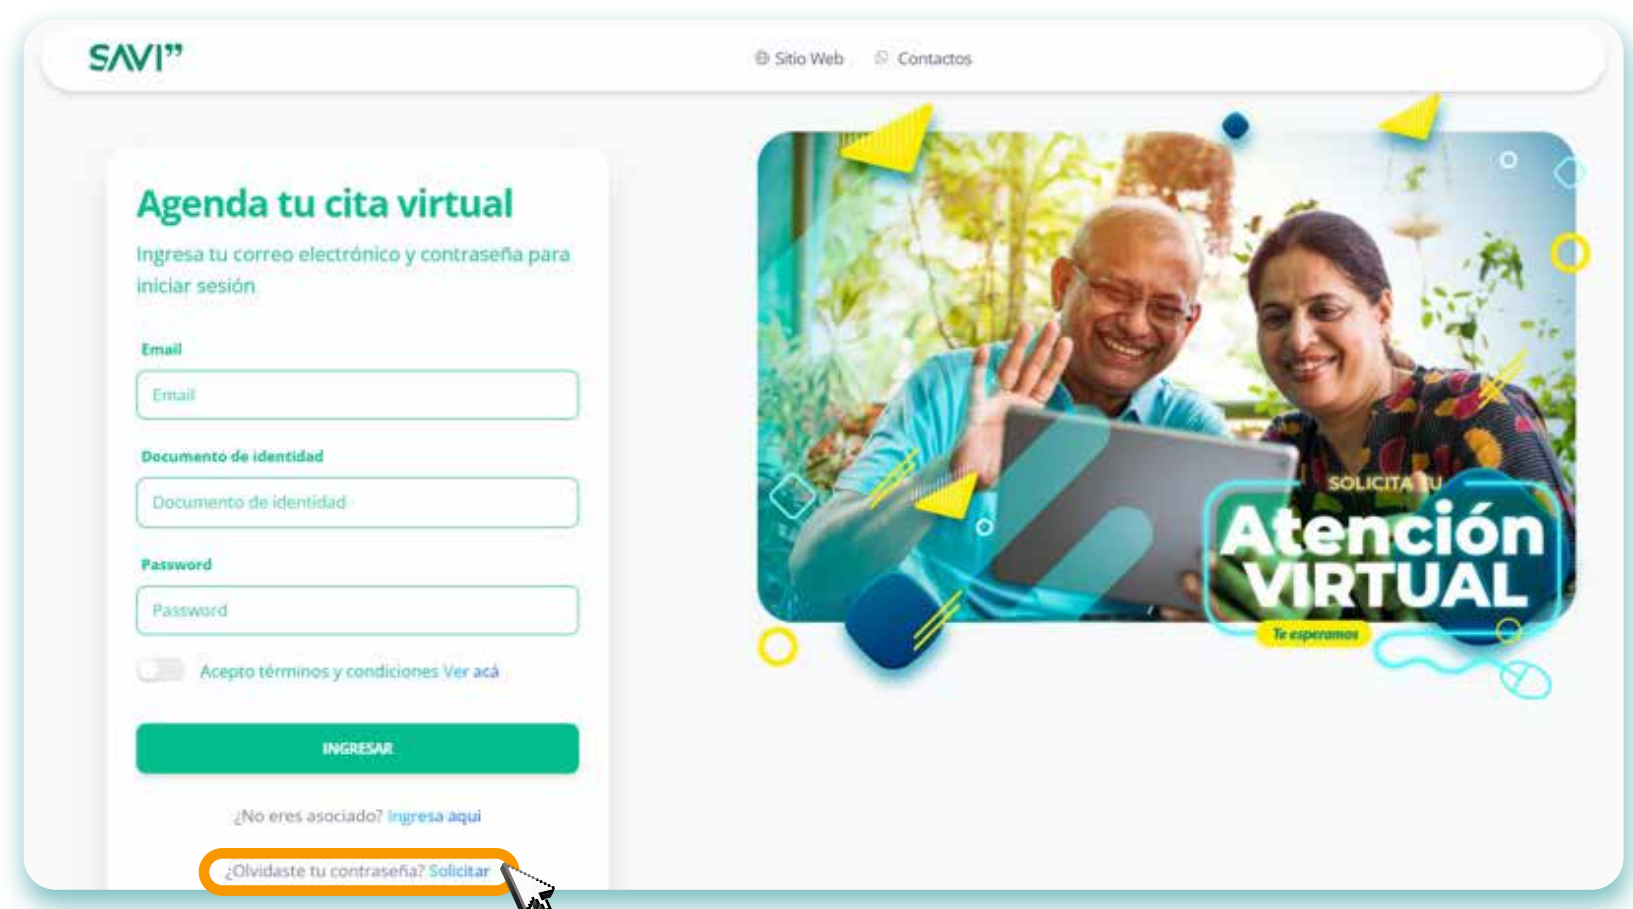 SAVI”
Sitio Web
Contactos
Agenda tu cita virtual
Ingresa tu correo electrónico y contraseña para
iniciar sesión
Email
Email
Documento de identidad
Documento de identidad
Password
Password
Acepto términos y condiciones Ver acá
INGRESAR
¿No eres asociado? Ingresa aqui
¿Olvidaste tu contraseña? Solicitar
SOLICITA TU
Atención
VIRTUAL
Te esperamos